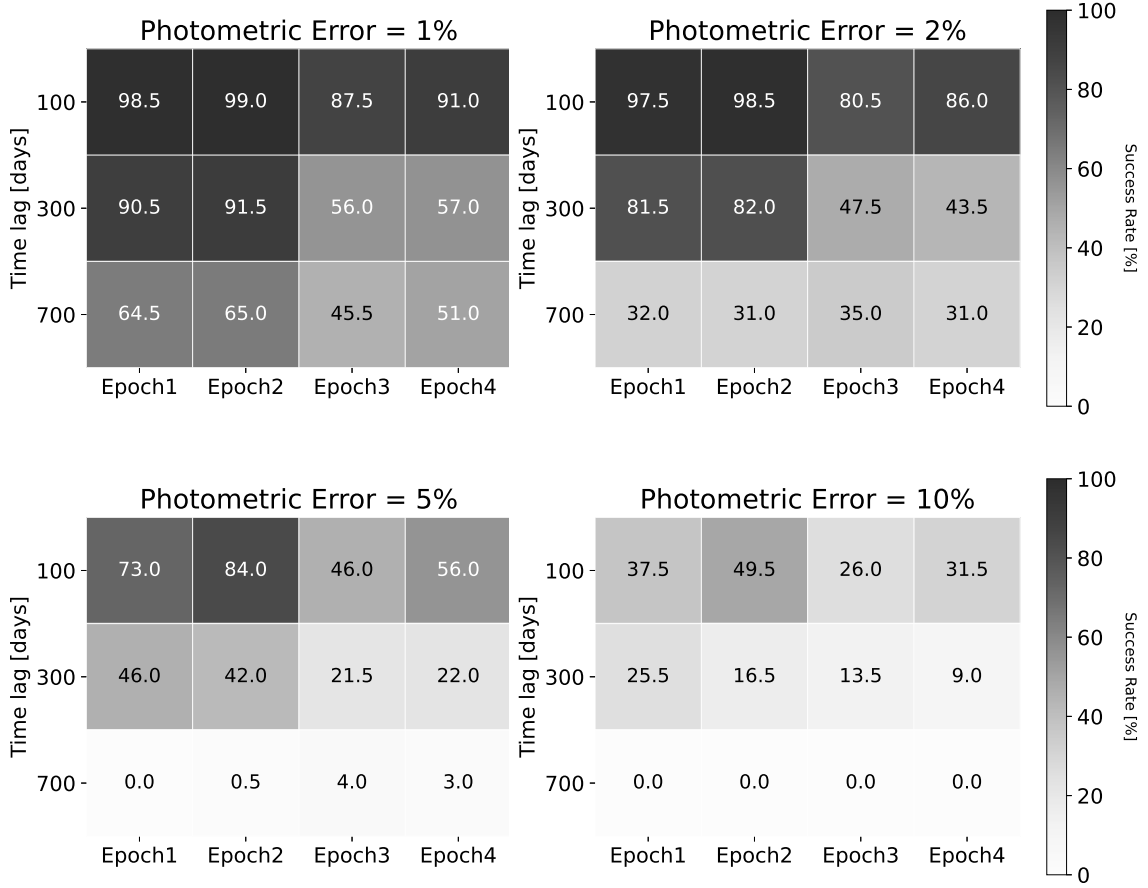 Photometric Error = 1%
Time lag [days]
100 98.5 99.0 87.5 91.0
300 90.5 91.5 56.0 57.0
700 64.5 65.0 45.5 51.0
Epoch1 Epoch2 Epoch3 Epoch4
Photometric Error = 2%
Time lag [days]
100 97.5 98.5 80.5 86.0
300 81.5 82.0 47.5 43.5
700 32.0 31.0 35.0 31.0
Epoch1 Epoch2 Epoch3 Epoch4
100
80
60
40
20
0
Success Rate [%]
Photometric Error = 5%
Time lag [days]
100 73.0 84.0 46.0 56.0
300 46.0 42.0 21.5 22.0
700 0.0 0.5 4.0 3.0
Epoch1 Epoch2 Epoch3 Epoch4
Photometric Error = 10%
Time lag [days]
100 37.5 49.5 26.0 31.5
300 25.5 16.5 13.5 9.0
700 0.0 0.0 0.0 0.0
Epoch1 Epoch2 Epoch3 Epoch4
100
80
60
40
20
0
Success Rate [%]